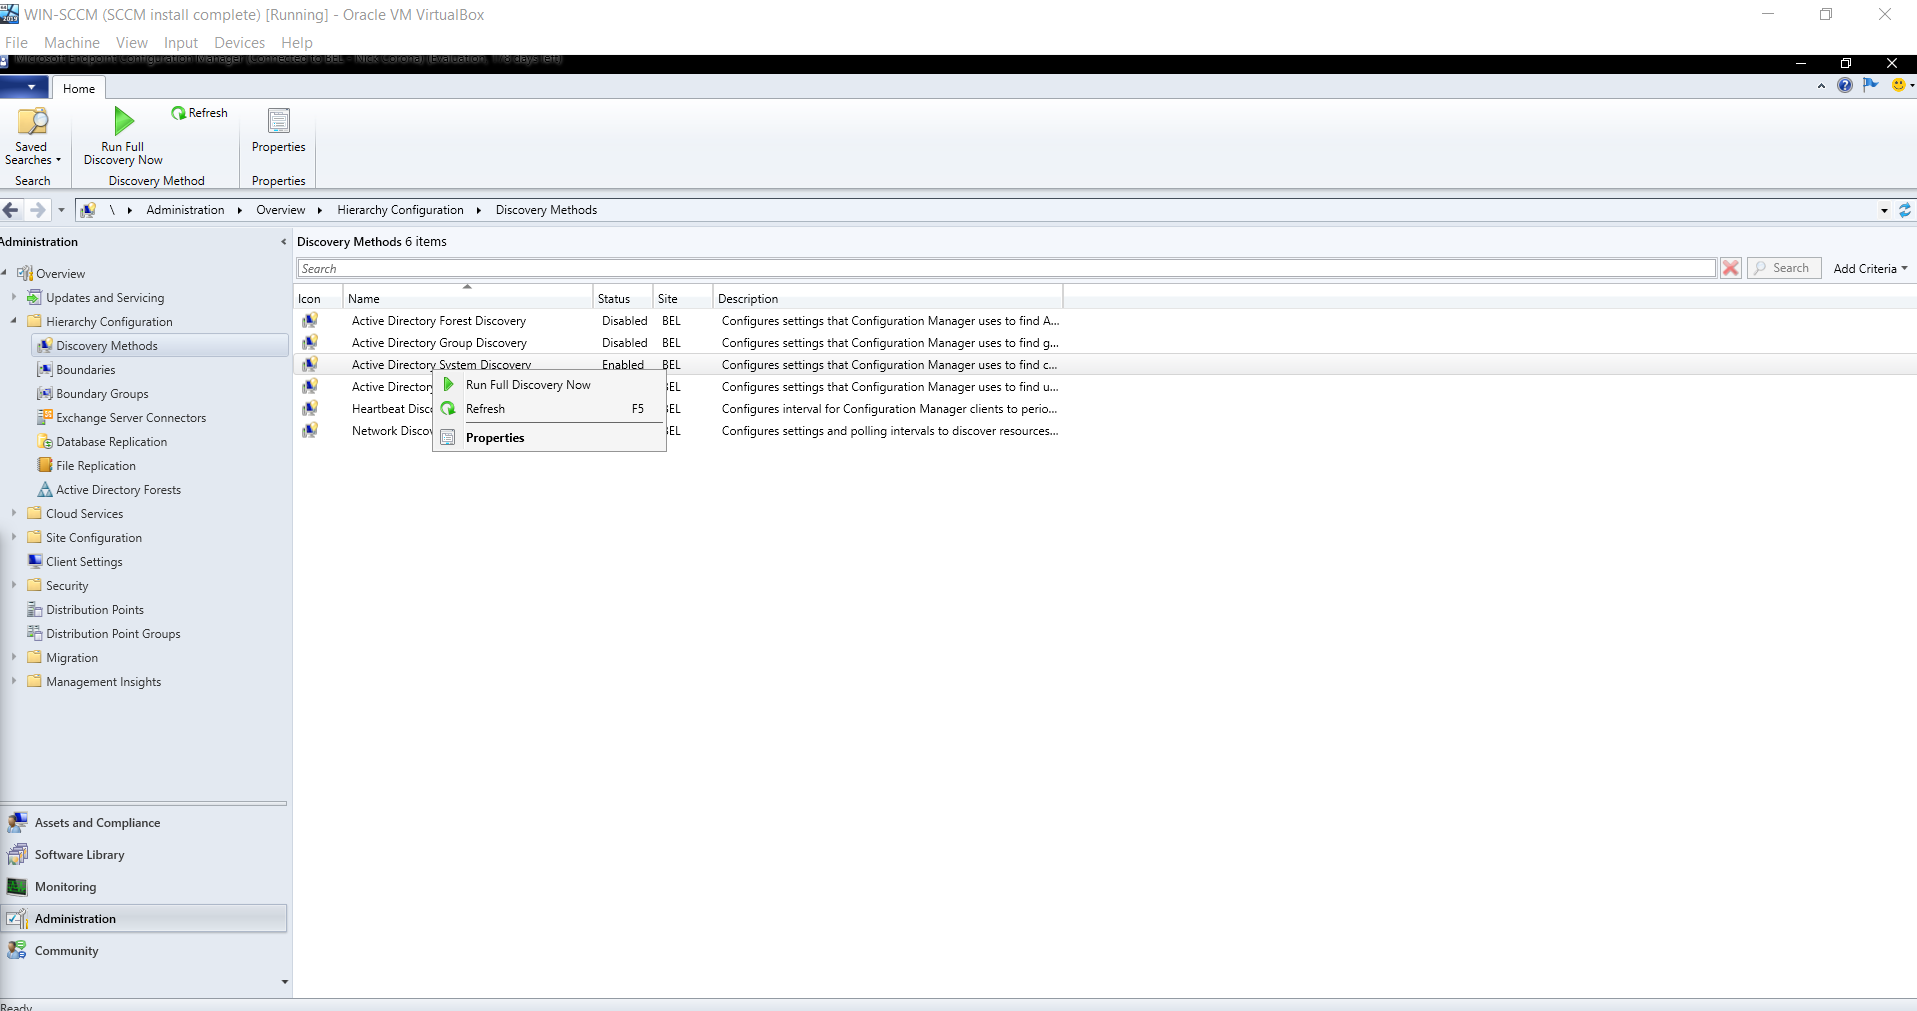 WIN-SCCM (SCCM install complete) [Running] - Oracle VM VirtualBox
File Machine View Input Devices Help
Microsoft Endpoint Configuration Manager (Connected to BEL - Nick Corona) (Evaluation, 178 days left)
Home
Saved Searches
Run Full Discovery Now
Refresh
Properties
Search
Discovery Method
Properties
\ Administration Overview Hierarchy Configuration Discovery Methods
Administration
Overview
Updates and Servicing
Hierarchy Configuration
Discovery Methods
Boundaries
Boundary Groups
Exchange Server Connectors
Database Replication
File Replication
Active Directory Forests
Cloud Services
Site Configuration
Client Settings
Security
Distribution Points
Distribution Point Groups
Migration
Management Insights
Assets and Compliance
Software Library
Monitoring
Administration
Community
Discovery Methods 6 items
Search
Search
Add Criteria
Icon Name Status Site Description
Active Directory Forest Discovery Disabled BEL Configures settings that Configuration Manager uses to find A...
Active Directory Group Discovery Disabled BEL Configures settings that Configuration Manager uses to find g...
Active Directory System Discovery Enabled BEL Configures settings that Configuration Manager uses to find c...
Active Directory BEL Configures settings that Configuration Manager uses to find u...
Heartbeat Disc BEL Configures interval for Configuration Manager clients to perio...
Network Discov BEL Configures settings and polling intervals to discover resources...
Run Full Discovery Now
Refresh F5
Properties
Ready